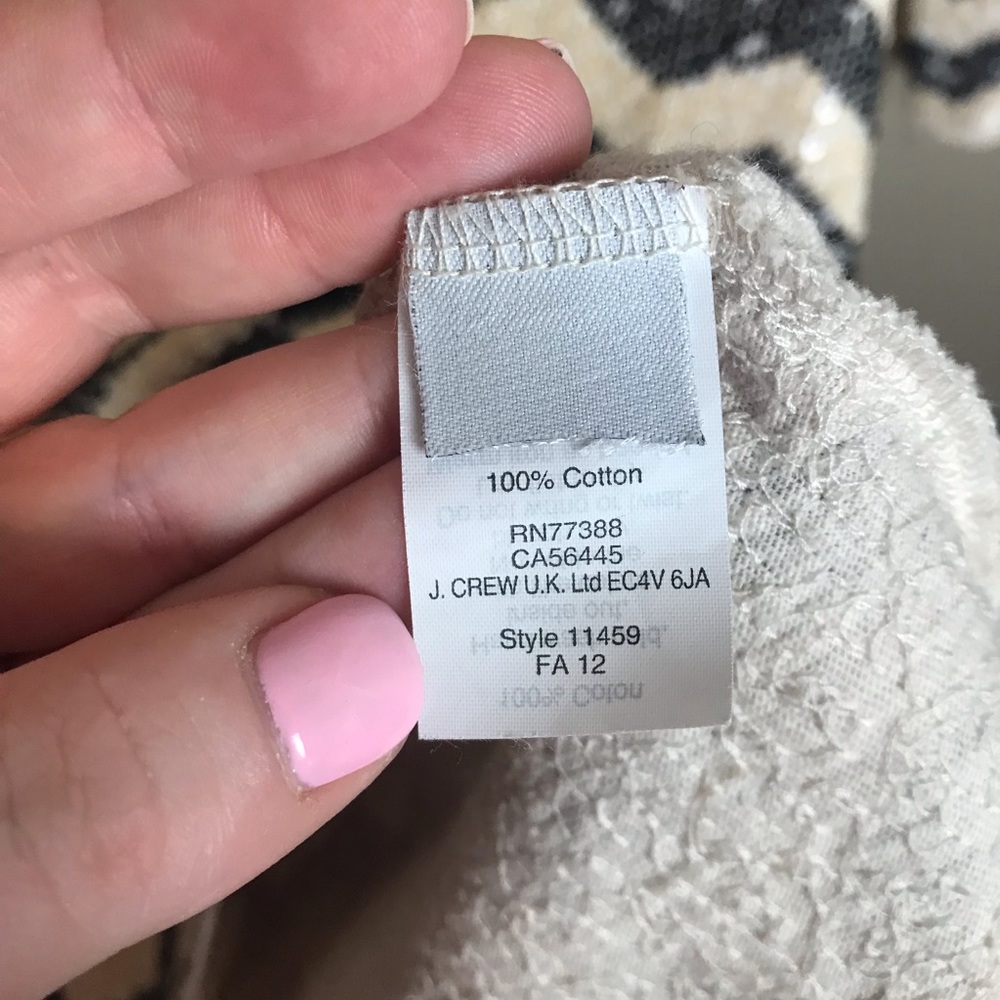 100% Cotton
RN77388
CA56445
J. CREW U.K. Ltd EC4V 6JA
Style 11459
FA 12